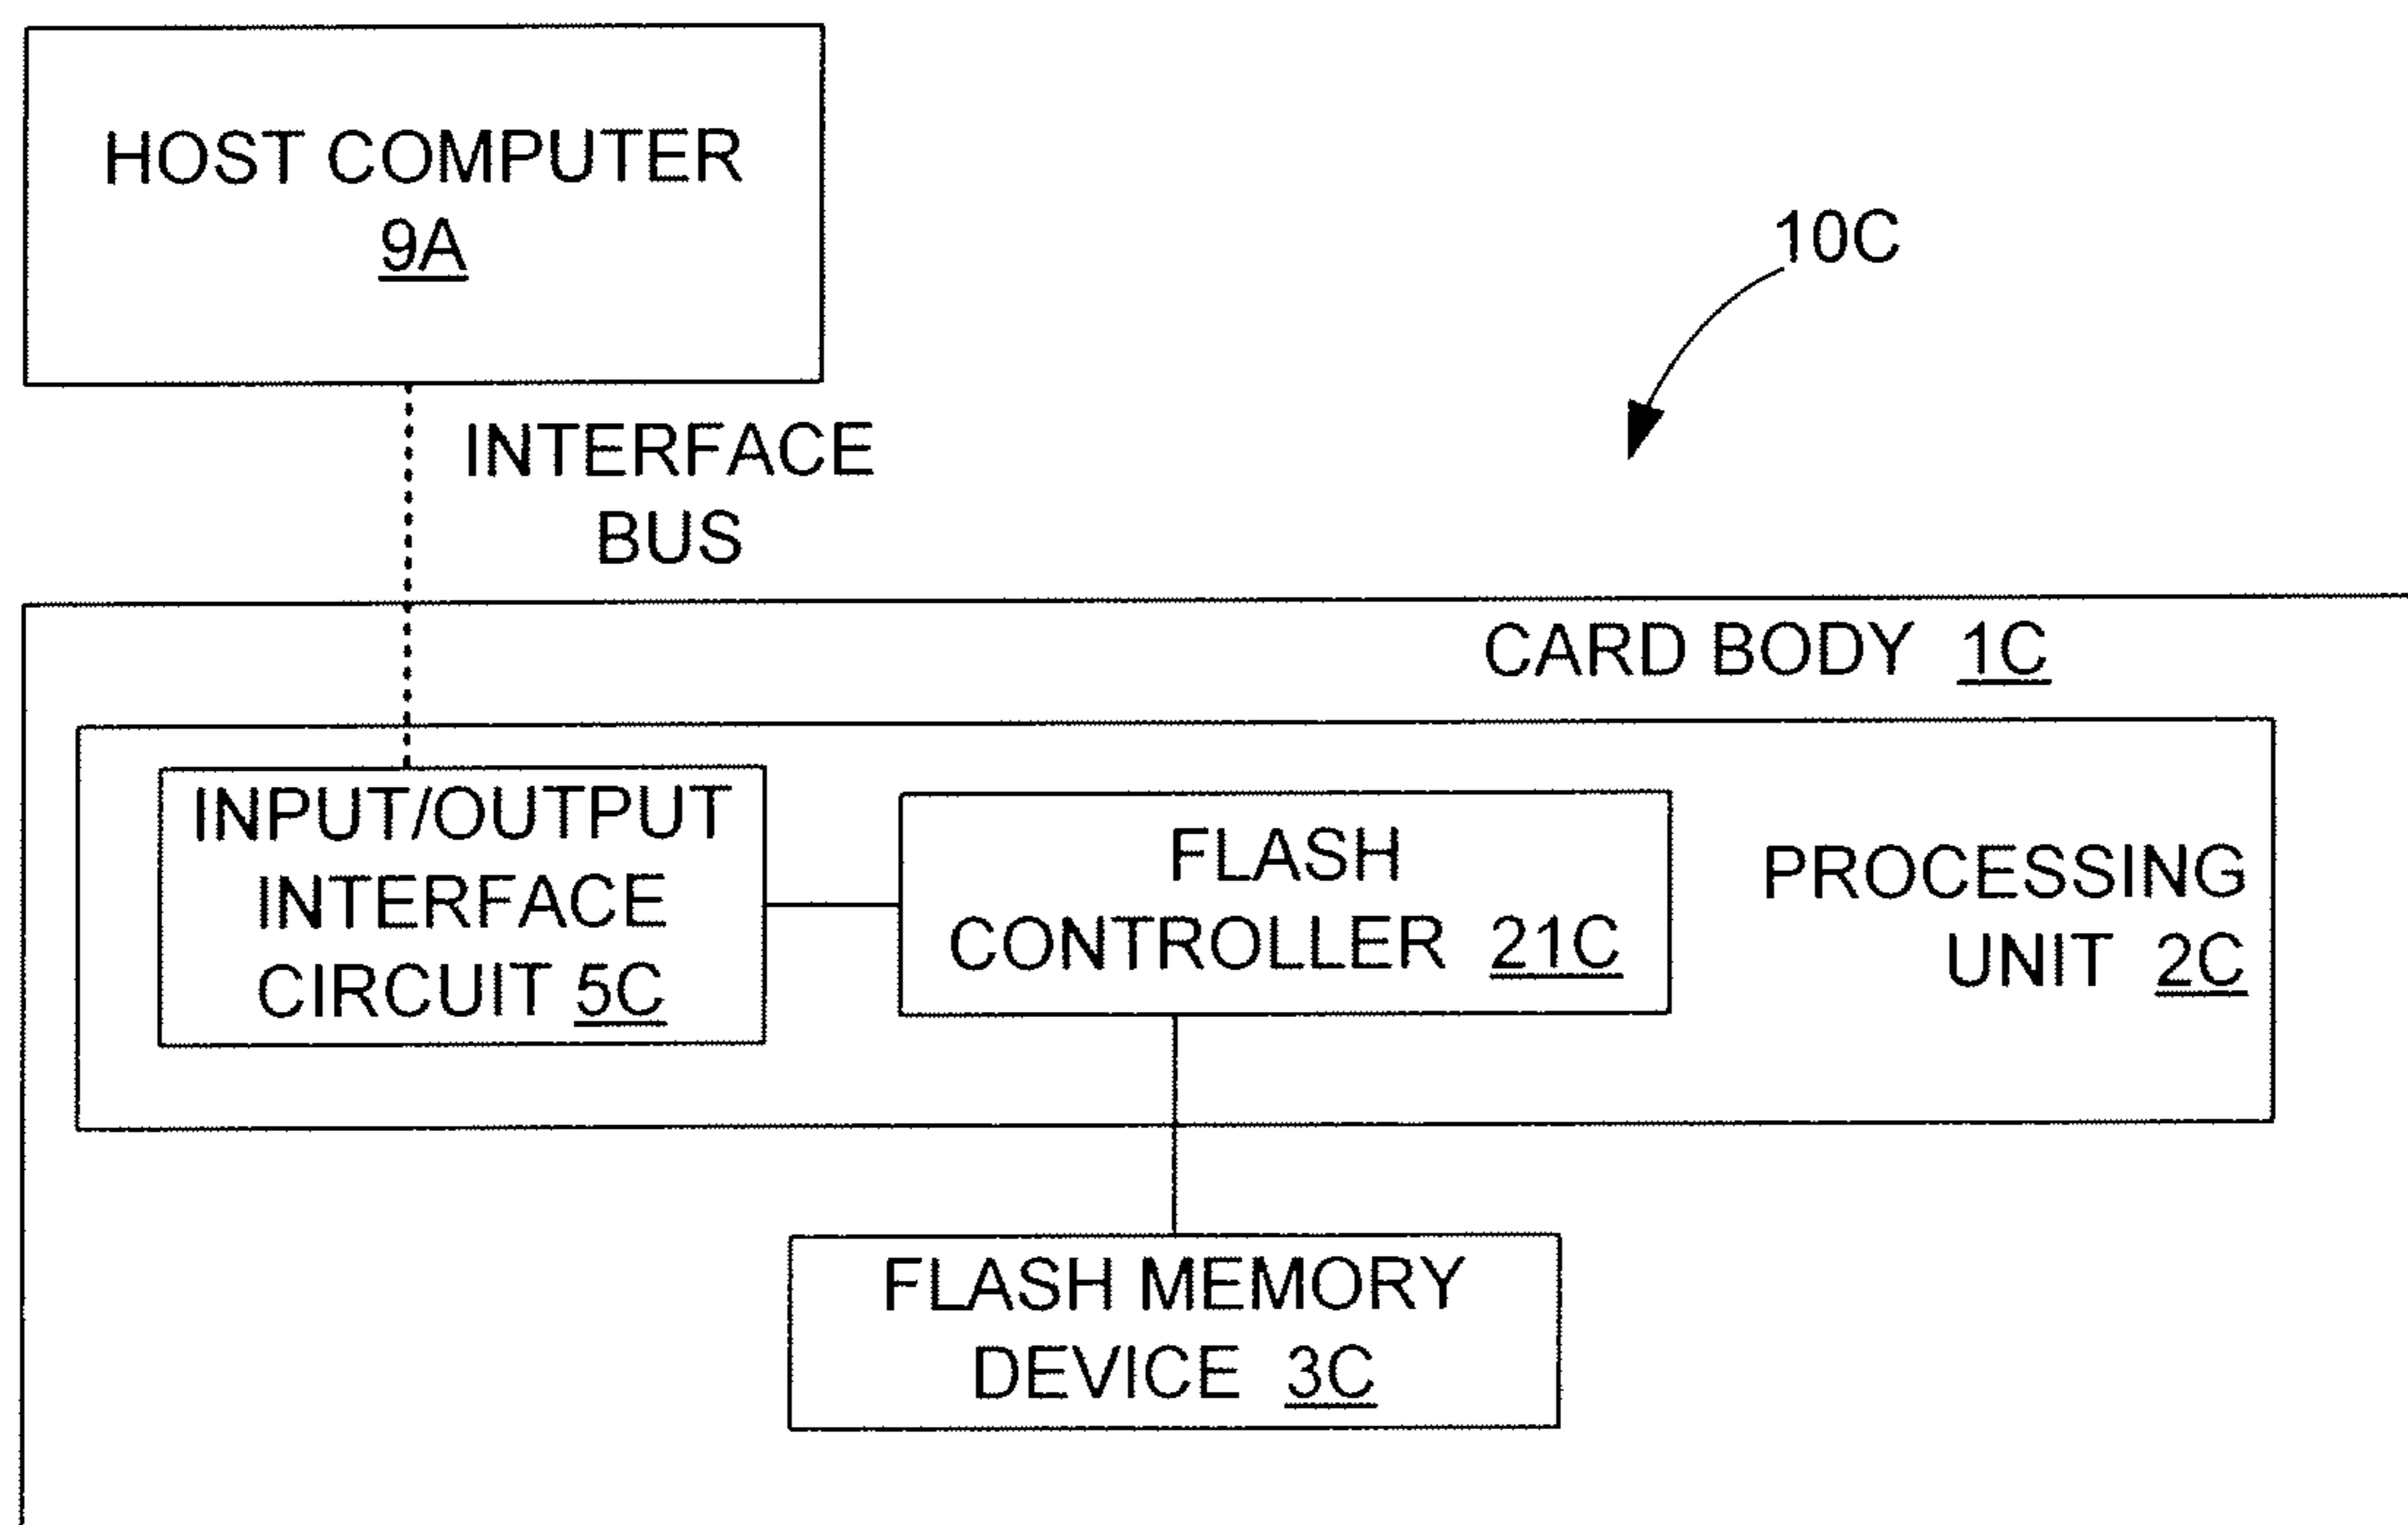 HOST COMPUTER
9A
10C
INTERFACE
BUS
CARD BODY 1C
INPUT/OUTPUT
INTERFACE
CIRCUIT 5C
FLASH
CONTROLLER 21C
PROCESSING
UNIT 2C
FLASH MEMORY
DEVICE 3C